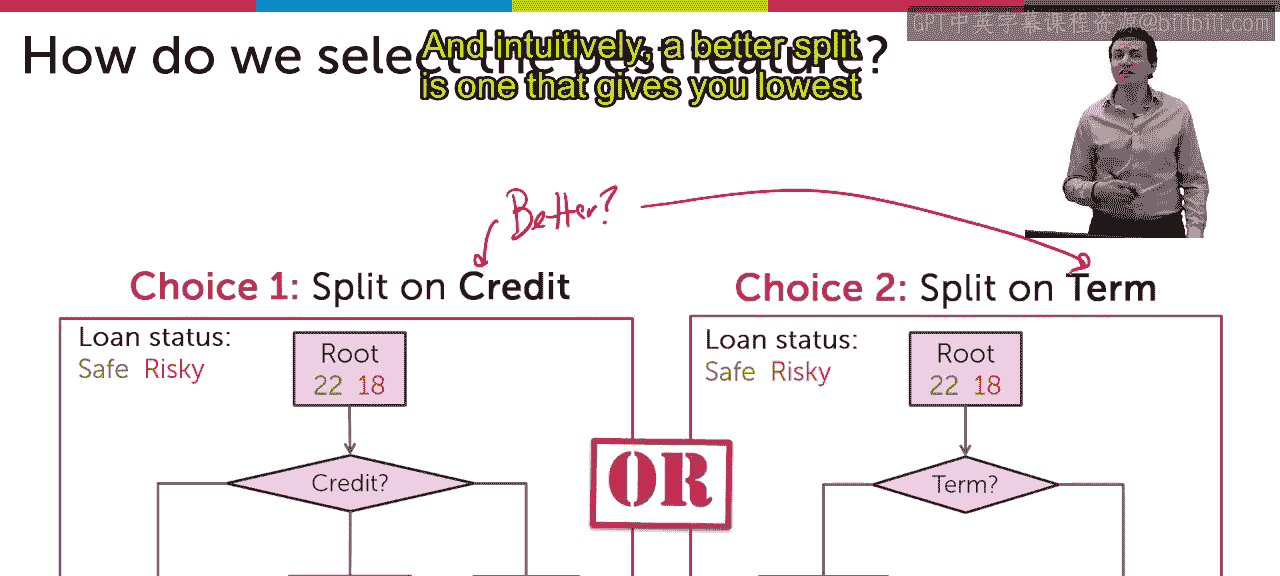 GPT中英字幕课程资源@bilibili.com
How do we select the best feature?
And intuitively, a better split
is one that gives you lowest
Better?
Choice 1: Split on Credit
Loan status:
Safe Risky
Root
22 18
Credit?
OR
Choice 2: Split on Term
Loan status:
Safe Risky
Root
22 18
Term?